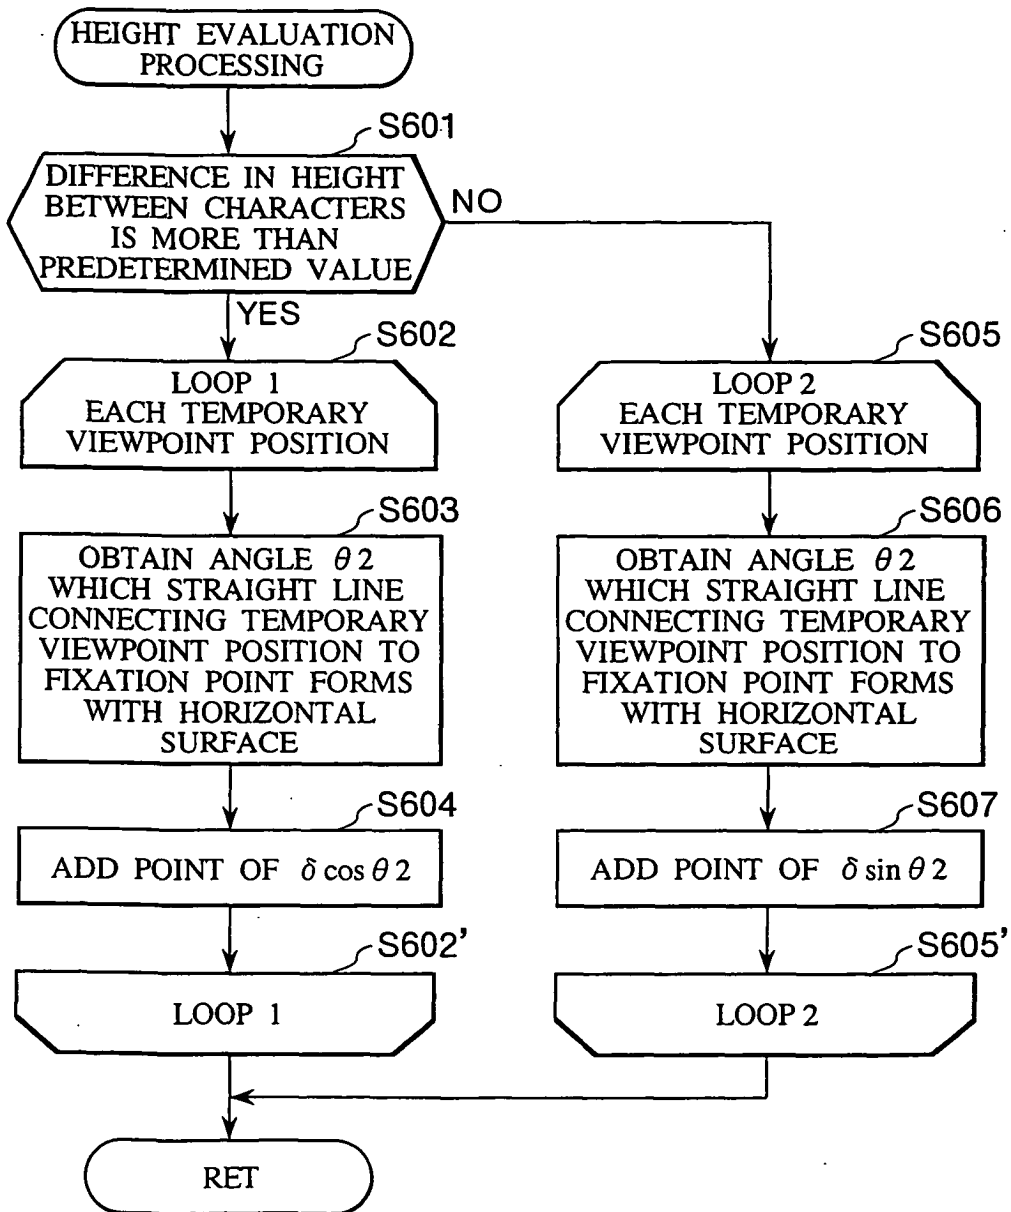 HEIGHT EVALUATION
PROCESSING
S601
DIFFERENCE IN HEIGHT
BETWEEN CHARACTERS
IS MORE THAN
PREDETERMINED VALUE
NO
YES
S602
LOOP 1
EACH TEMPORARY
VIEWPOINT POSITION
S603
OBTAIN ANGLE θ2
WHICH STRAIGHT LINE
CONNECTING TEMPORARY
VIEWPOINT POSITION TO
FIXATION POINT FORMS
WITH HORIZONTAL
SURFACE
S604
ADD POINT OF δ cos θ2
S602'
LOOP 1
S605
LOOP 2
EACH TEMPORARY
VIEWPOINT POSITION
S606
OBTAIN ANGLE θ2
WHICH STRAIGHT LINE
CONNECTING TEMPORARY
VIEWPOINT POSITION TO
FIXATION POINT FORMS
WITH HORIZONTAL
SURFACE
S607
ADD POINT OF δ sin θ2
S605'
LOOP 2
RET